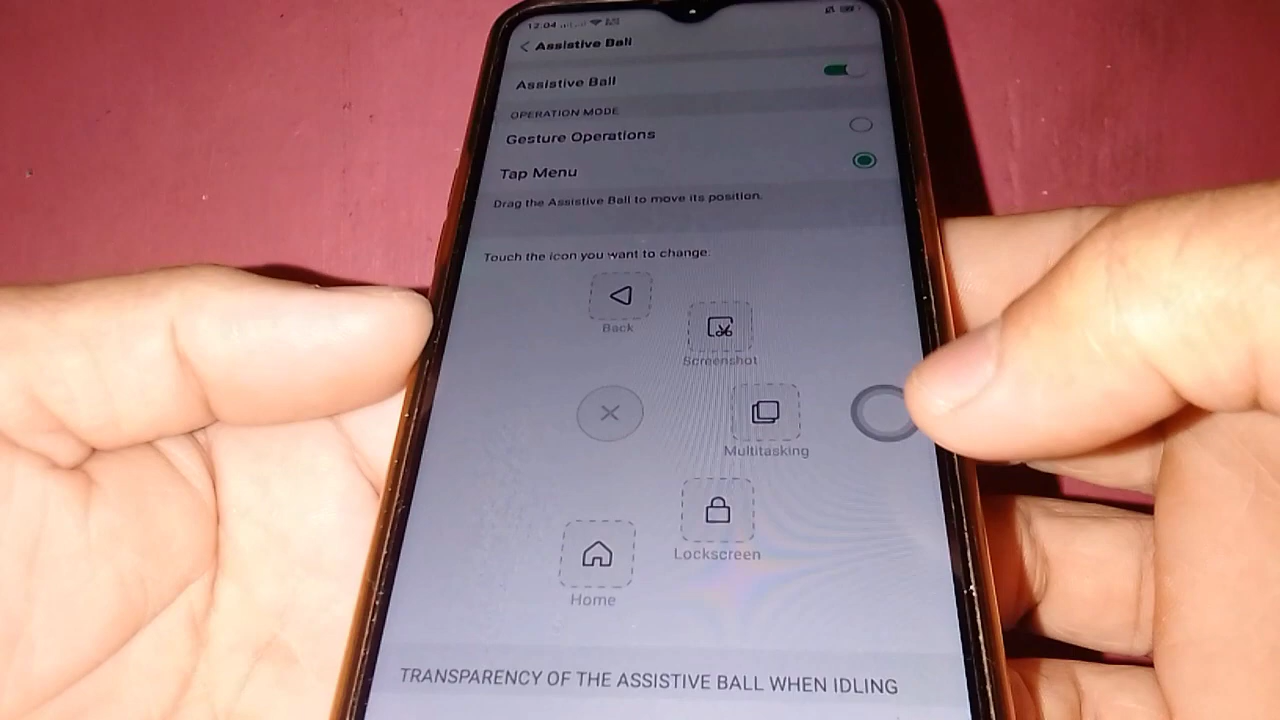 12:04
Assistive Ball
Assistive Ball
OPERATION MODE
Gesture Operations
Tap Menu
Drag the Assistive Ball to move its position.
Touch the icon you want to change:
Back
Screenshot
Multitasking
Lockscreen
Home
TRANSPARENCY OF THE ASSISTIVE BALL WHEN IDLING